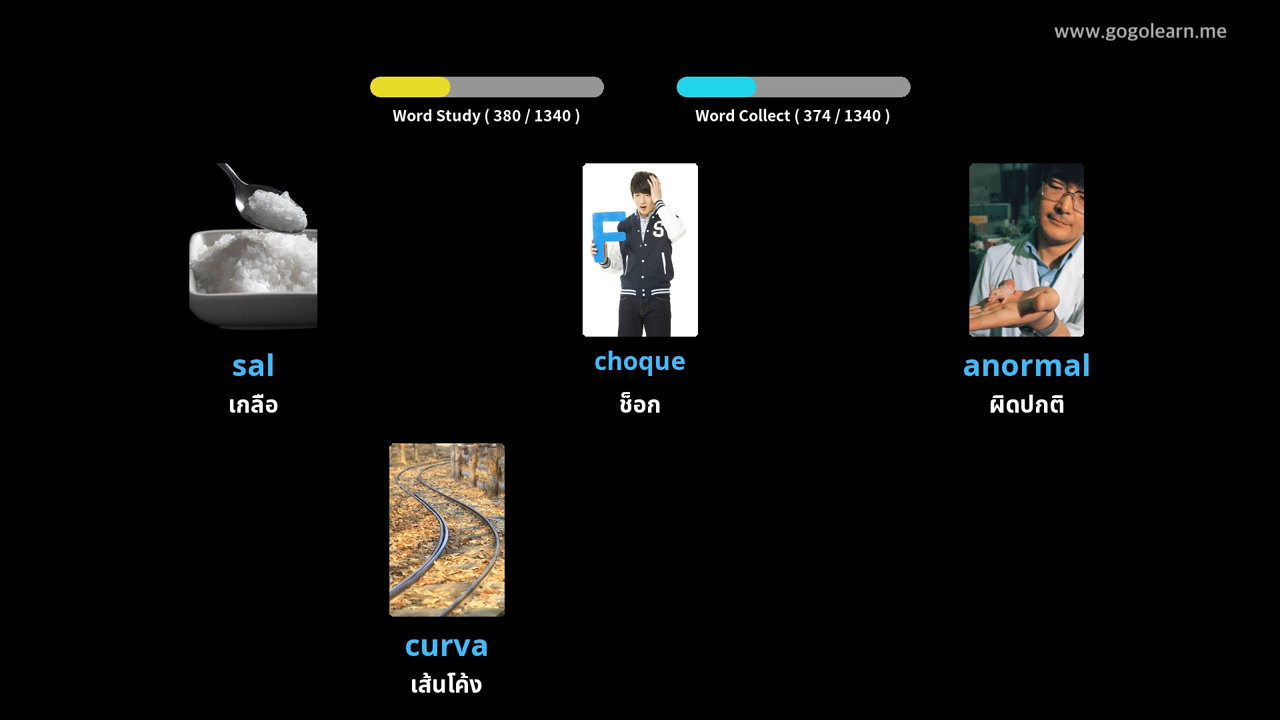 www.gogolearn.me
Word Study ( 380 / 1340 )
Word Collect ( 374 / 1340 )
F
S
sal
choque
anormal
เกลือ
ช็อก
ผิดปกติ
curva
เส้นโค้ง